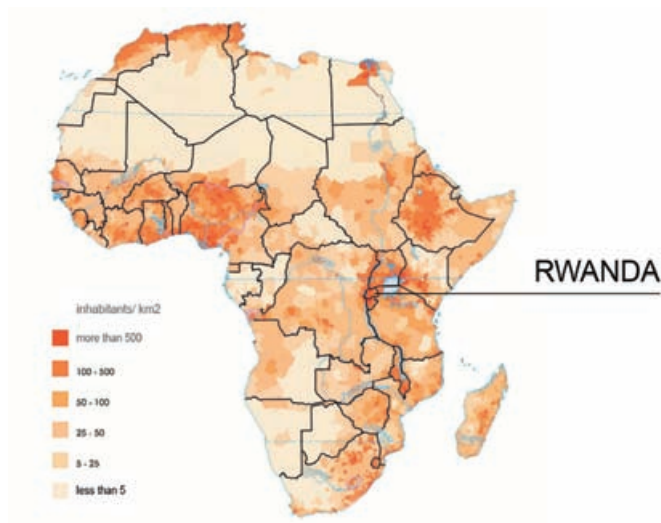 RWANDA
inhabitants/ km2
more than 500
100 - 500
50 - 100
25 - 50
5 - 25
less than 5